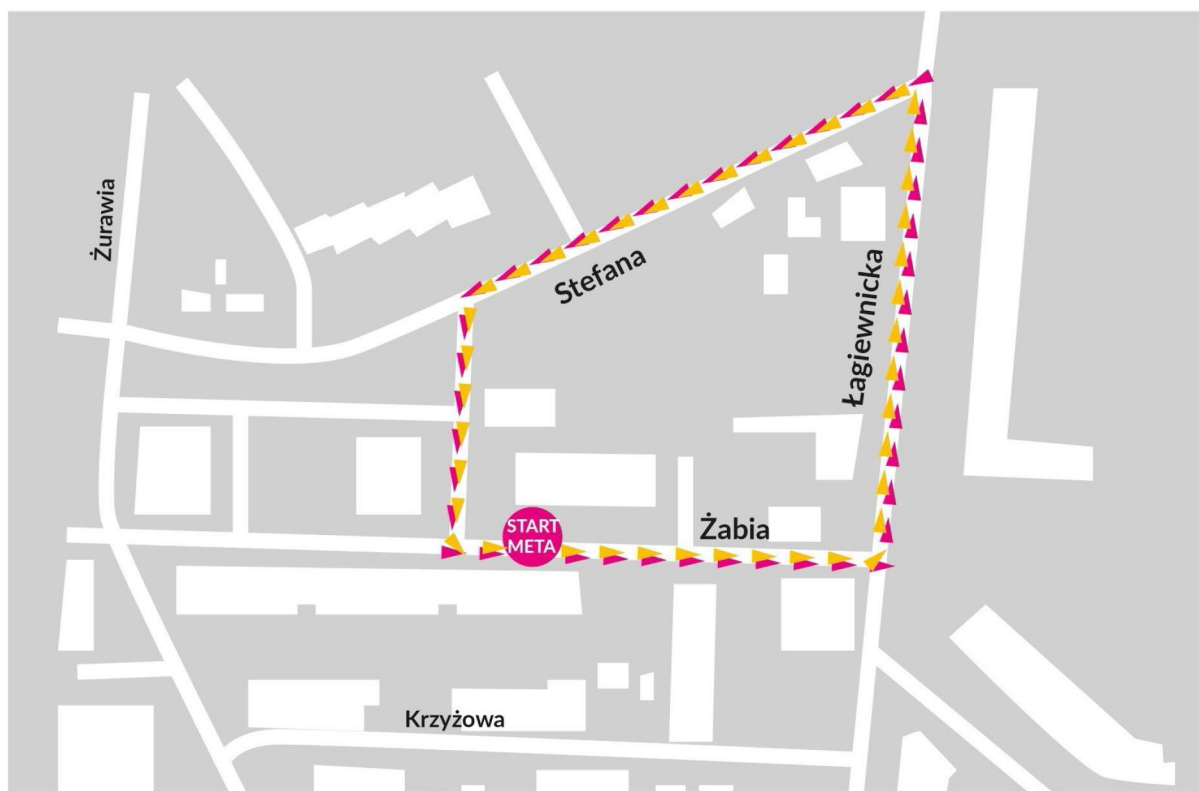 Żurawia
Stefana
Łagiewnicka
START
META
Żabia
Krzyżowa